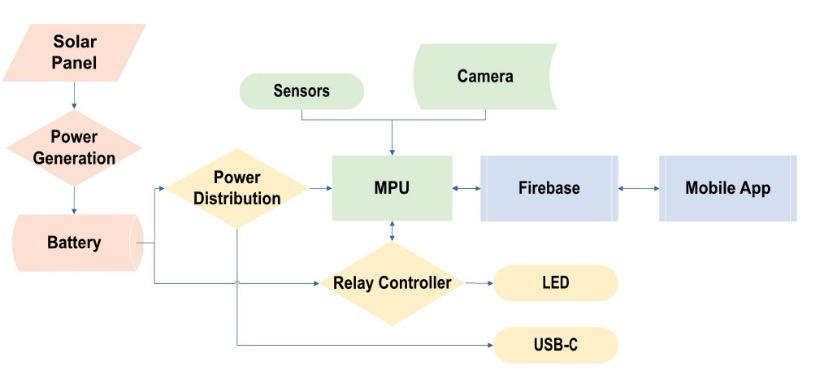 Solar
Panel
Camera
Sensors
Power
Generation
Power
Distribution
MPU
Firebase
Mobile App
Battery
Relay Controller
LED
USB-C